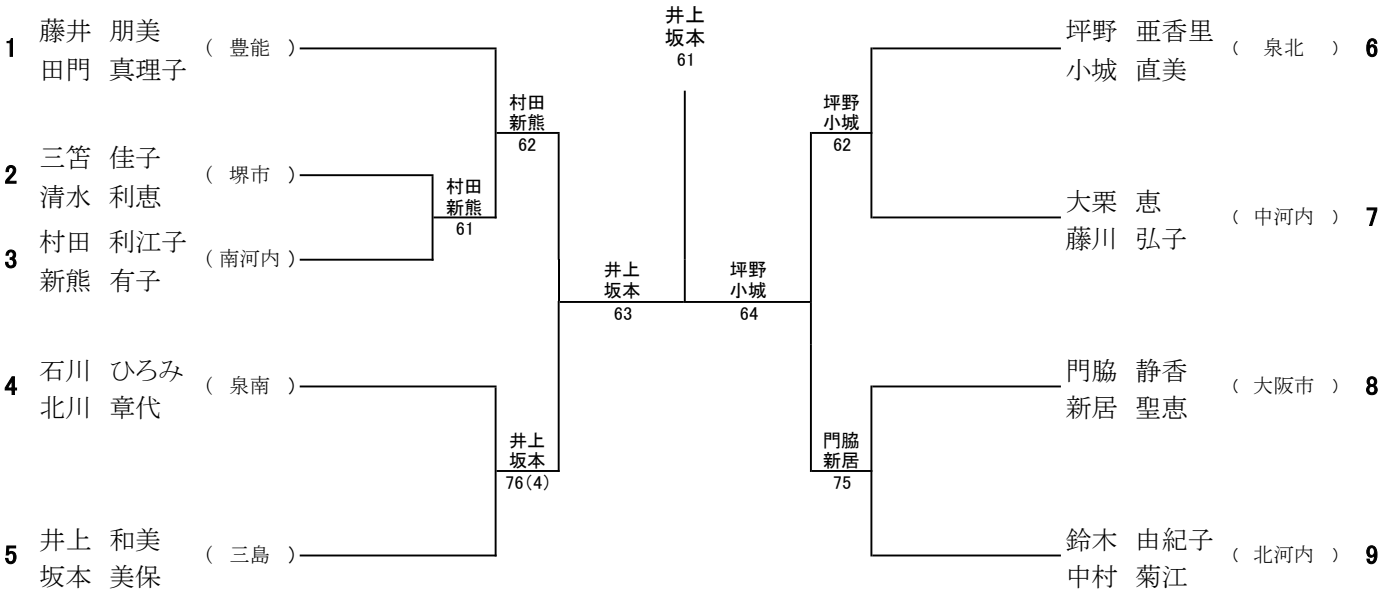 1
藤井 朋美
田門 真理子
( 豊能 )
2
三笘 佳子
清水 利恵
( 堺市 )
3
村田 利江子
新熊 有子
( 南河内 )
4
石川 ひろみ
北川 章代
( 泉南 )
5
井上 和美
坂本 美保
( 三島 )
村田
新熊
61
村田
新熊
62
井上
坂本
76(4)
井上
坂本
63
井上
坂本
61
坪野
小城
64
坪野
小城
62
門脇
新居
75
坪野 亜香里
小城 直美
( 泉北 )
6
大栗 恵
藤川 弘子
( 中河内 )
7
門脇 静香
新居 聖恵
( 大阪市 )
8
鈴木 由紀子
中村 菊江
( 北河内 )
9